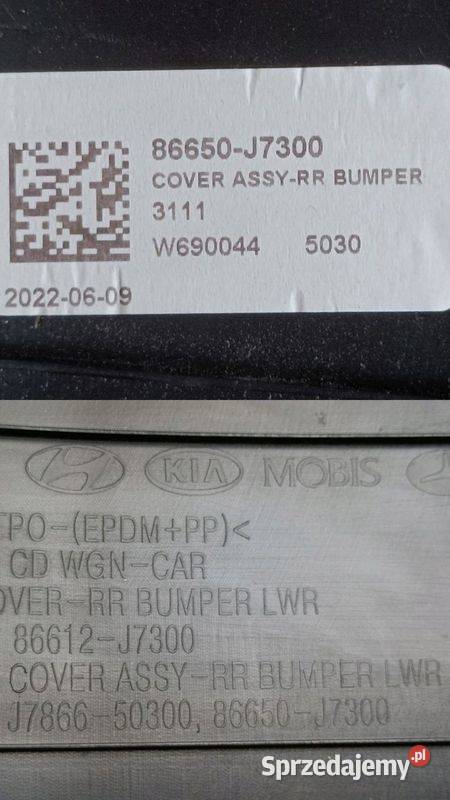 86650-J7300
COVER ASSY-RR BUMPER
3111
W690044 5030
2022-06-09
KIA MOBIS
TPO-(EPDM+PP)<
CD WGN-CAR
OVER-RR BUMPER LWR
86612-J7300
COVER ASSY-RR BUMPER LWR
J7866-50300, 86650-J7300
Sprzedajemy.pl